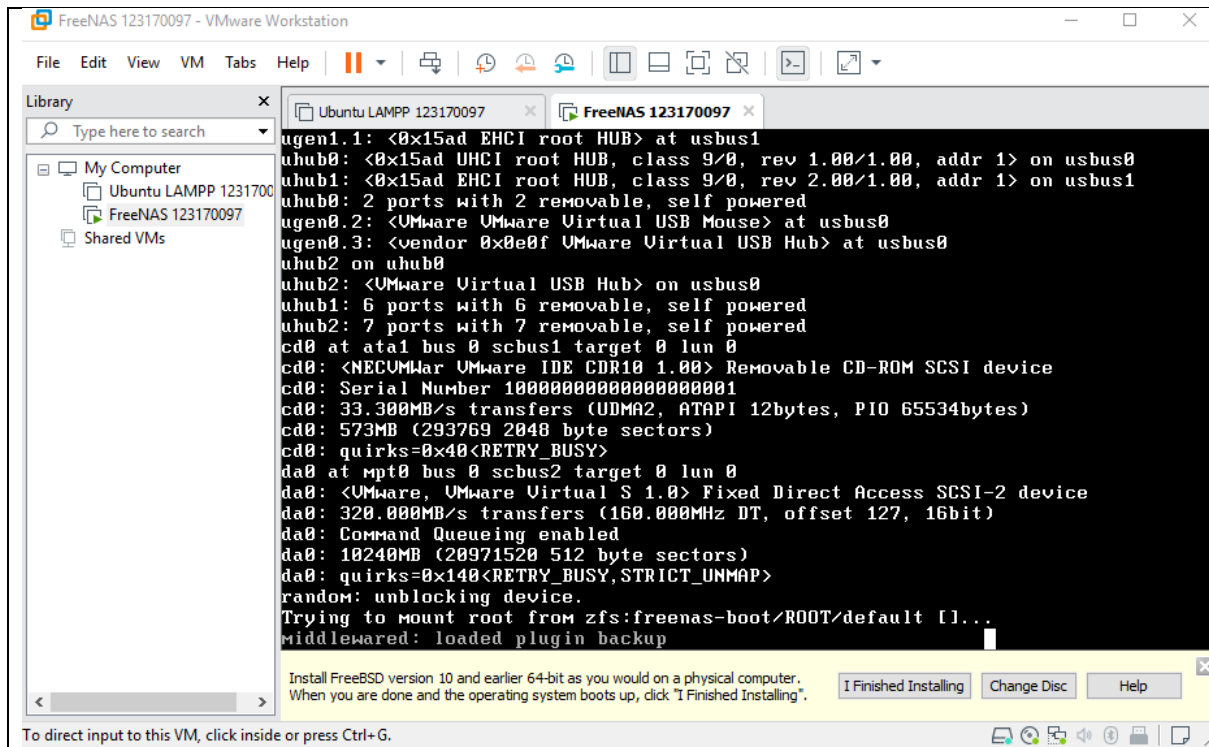 FreeNAS 123170097 - VMware Workstation
File Edit View VM Tabs Help
Library
Type here to search
My Computer
Ubuntu LAMPP 1231700
FreeNAS 123170097
Shared VMs
Ubuntu LAMPP 123170097
FreeNAS 123170097
ugen1.1: <0x15ad EHCI root HUB> at usbus1
uhub0: <0x15ad UHCI root HUB, class 9/0, rev 1.00/1.00, addr 1> on usbus0
uhub1: <0x15ad EHCI root HUB, class 9/0, rev 2.00/1.00, addr 1> on usbus1
uhub0: 2 ports with 2 removable, self powered
ugen0.2: <VMware VMware Virtual USB Mouse> at usbus0
ugen0.3: <vendor 0x0e0f VMware Virtual USB Hub> at usbus0
uhub2 on uhub0
uhub2: <VMware Virtual USB Hub> on usbus0
uhub1: 6 ports with 6 removable, self powered
uhub2: 7 ports with 7 removable, self powered
cd0 at ata1 bus 0 scbus1 target 0 lun 0
cd0: <NECVMWar VMware IDE CDR10 1.00> Removable CD-ROM SCSI device
cd0: Serial Number 10000000000000000001
cd0: 33.300MB/s transfers (UDMA2, ATAPI 12bytes, PIO 65534bytes)
cd0: 573MB (293769 2048 byte sectors)
cd0: quirks=0x40<RETRY_BUSY>
da0 at mpt0 bus 0 scbus2 target 0 lun 0
da0: <VMware, VMware Virtual S 1.0> Fixed Direct Access SCSI-2 device
da0: 320.000MB/s transfers (160.000MHz DT, offset 127, 16bit)
da0: Command Queueing enabled
da0: 10240MB (20971520 512 byte sectors)
da0: quirks=0x140<RETRY_BUSY,STRICT_UNMAP>
random: unblocking device.
Trying to mount root from zfs:freenas-boot/ROOT/default []...
middlewared: loaded plugin backup
Install FreeBSD version 10 and earlier 64-bit as you would on a physical computer.
When you are done and the operating system boots up, click "I Finished Installing".
I Finished Installing
Change Disc
Help
To direct input to this VM, click inside or press Ctrl+G.